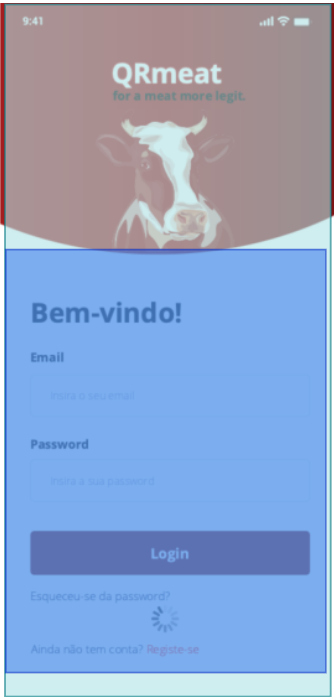 9:41
QRmeat
for a meat more legit.
Bem-vindo!
Email
Insira o seu email
Password
Insira a sua password
Login
Esqueceu-se da password?
Ainda não tem conta? Registe-se